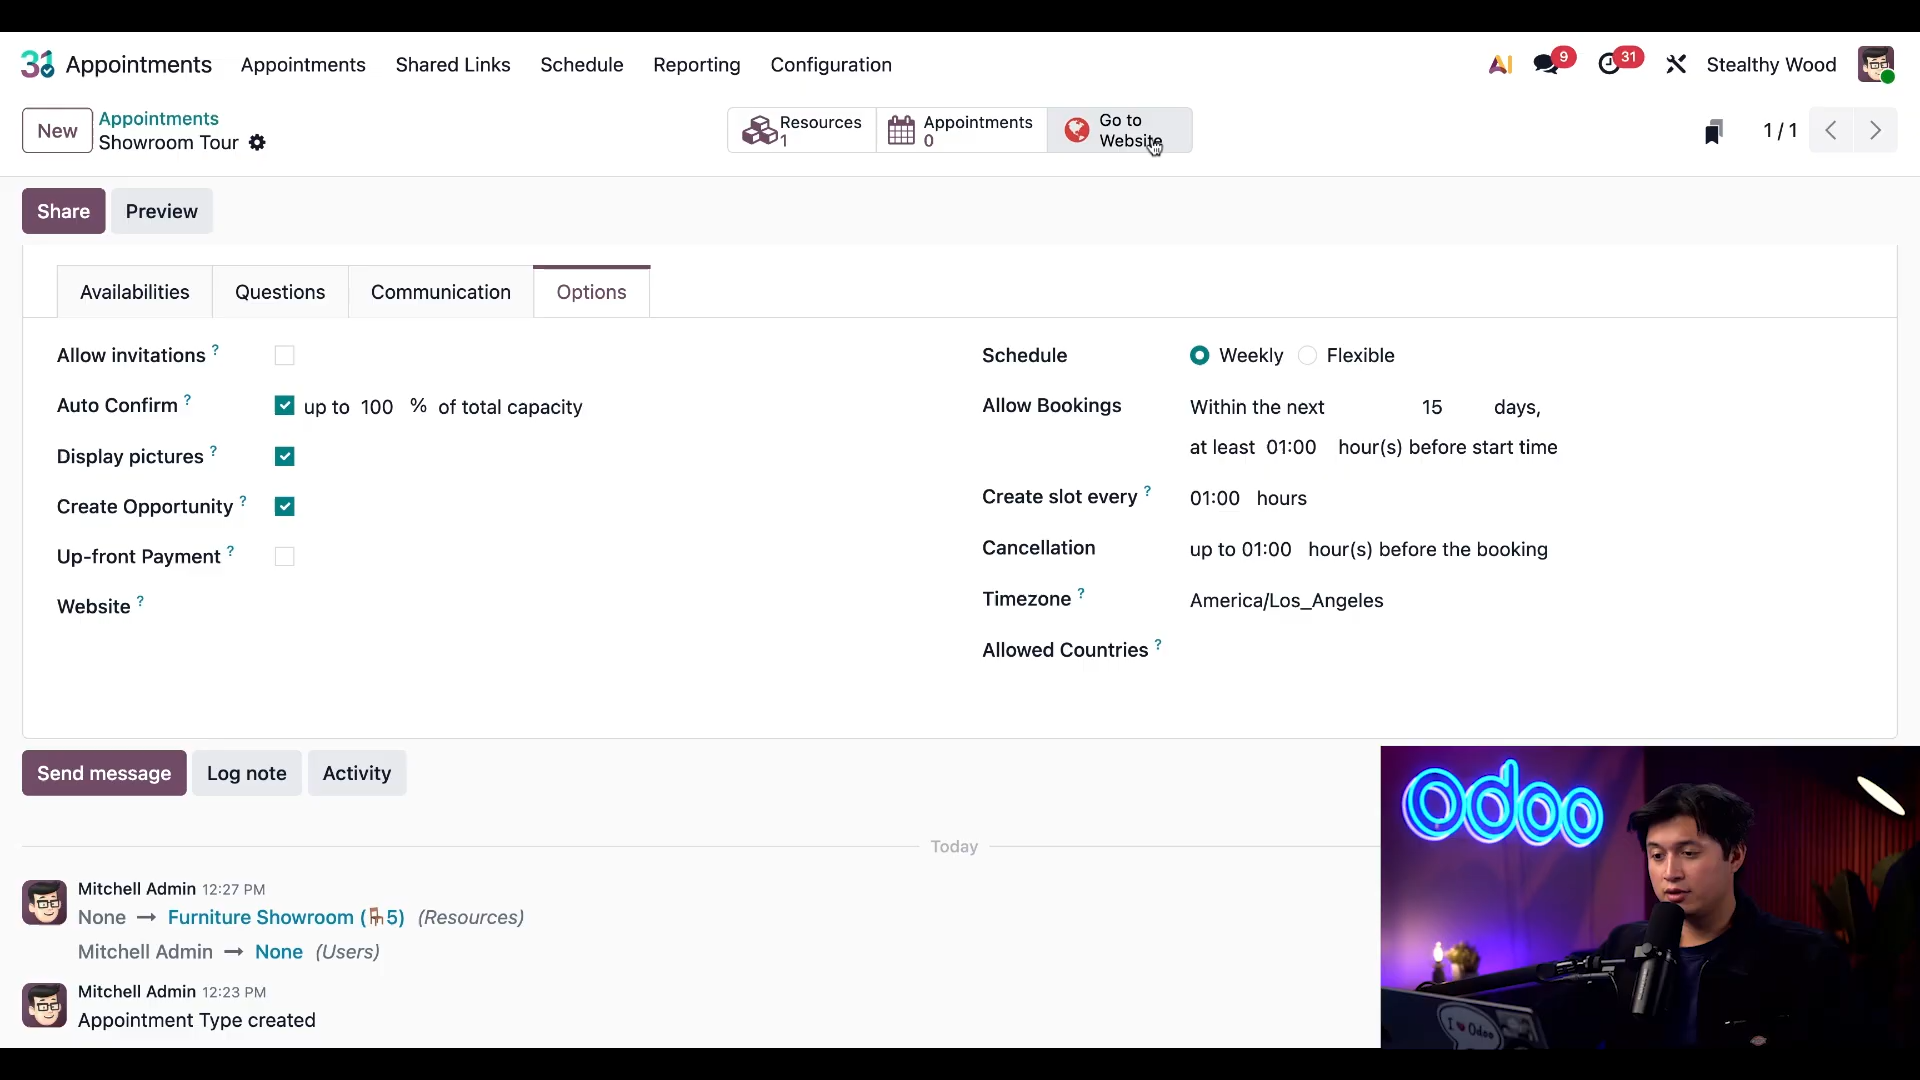 31 Appointments Appointments Shared Links Schedule Reporting Configuration AI 9 31 Stealthy Wood
New Appointments
Showroom Tour
Resources
1
Appointments
0
Go to
Website
1 / 1
Share Preview
Availabilities Questions Communication Options
Allow invitations ?
Auto Confirm ? up to 100 % of total capacity
Display pictures ?
Create Opportunity ?
Up-front Payment ?
Website ?
Schedule Weekly Flexible
Allow Bookings Within the next 15 days,
at least 01:00 hour(s) before start time
Create slot every ? 01:00 hours
Cancellation up to 01:00 hour(s) before the booking
Timezone ? America/Los_Angeles
Allowed Countries ?
Send message Log note Activity
Today
Mitchell Admin 12:27 PM
None → Furniture Showroom (🪑5) (Resources)
Mitchell Admin → None (Users)
Mitchell Admin 12:23 PM
Appointment Type created
odoo
I ♥ Odoo